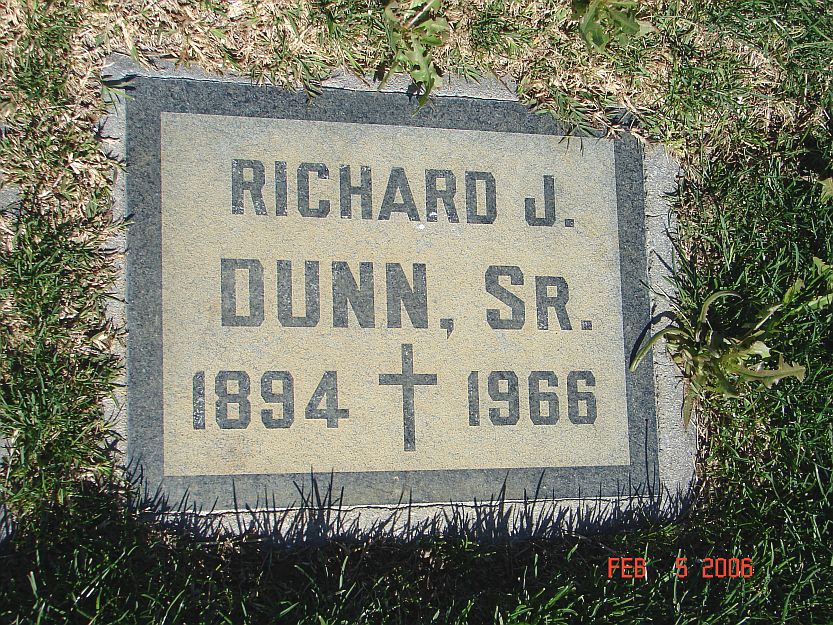 RICHARD J.
DUNN, SR.
1894 1966
FEB 5 2006